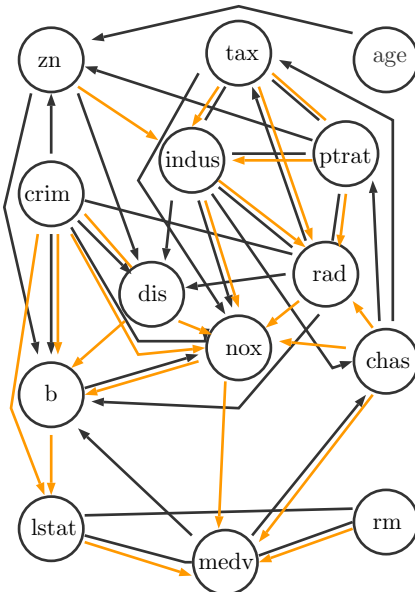 zn
tax
age
indus
ptrat
crim
dis
rad
nox
chas
b
lstat
rm
medv